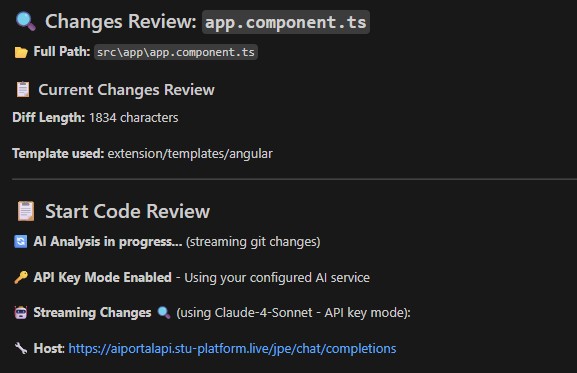 Changes Review: app.component.ts
Full Path: src\app\app.component.ts
Current Changes Review
Diff Length: 1834 characters
Template used: extension/templates/angular
Start Code Review
AI Analysis in progress... (streaming git changes)
API Key Mode Enabled - Using your configured AI service
Streaming Changes (using Claude-4-Sonnet - API key mode):
Host: https://aiportalapi.stu-platform.live/jpe/chat/completions